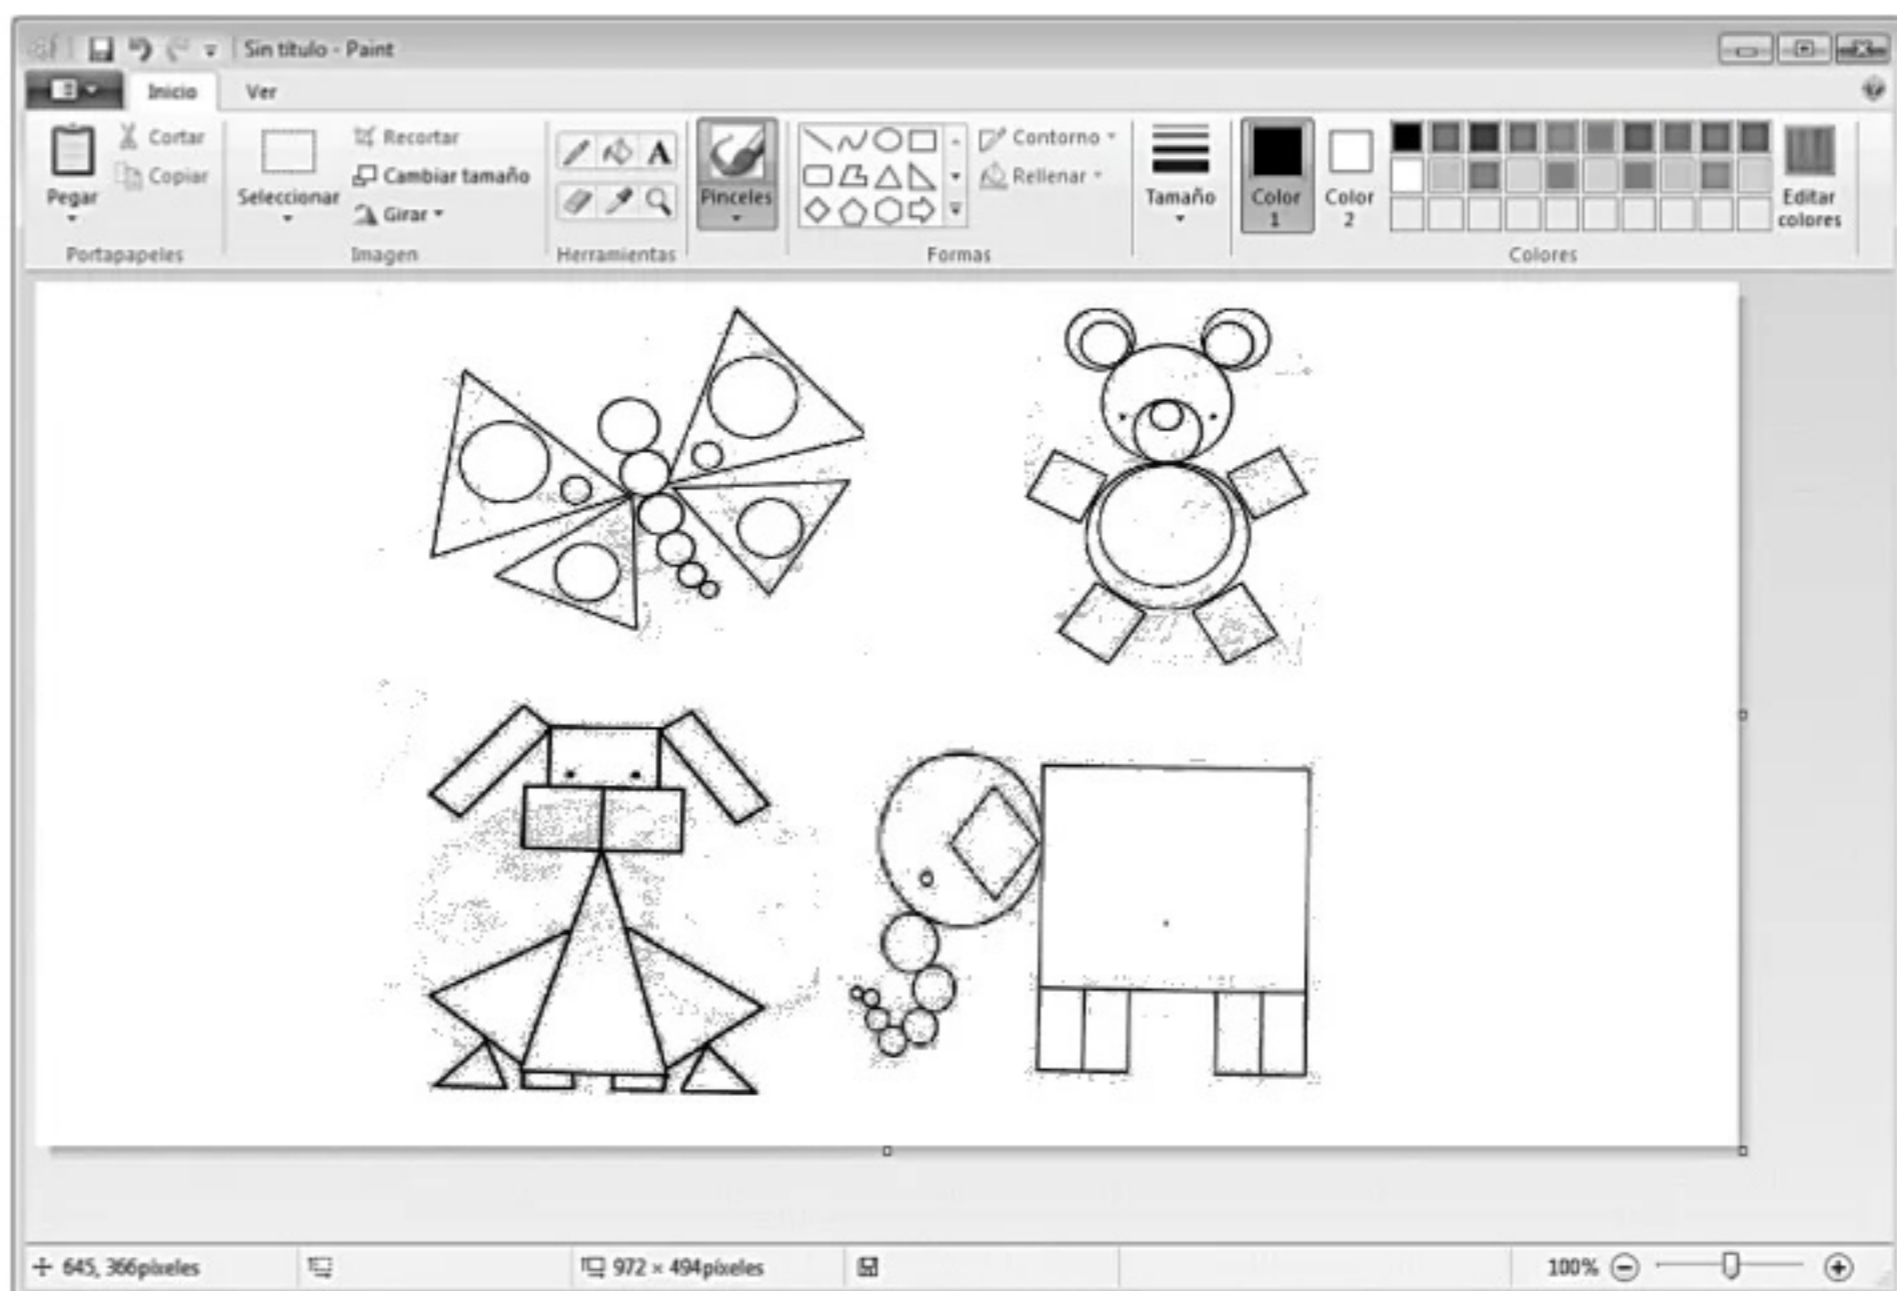 Sin título - Paint
Inicio Ver
Pegar
Cortar
Copiar
Portapapeles
Seleccionar
Recortar
Cambiar tamaño
Girar
Imagen
A
Herramientas
Pinceles
Formas
Contorno
Rellenar
Tamaño
Color
1
Color
2
Editar
colores
Colores
645, 366píxeles
972 × 494píxeles
100%